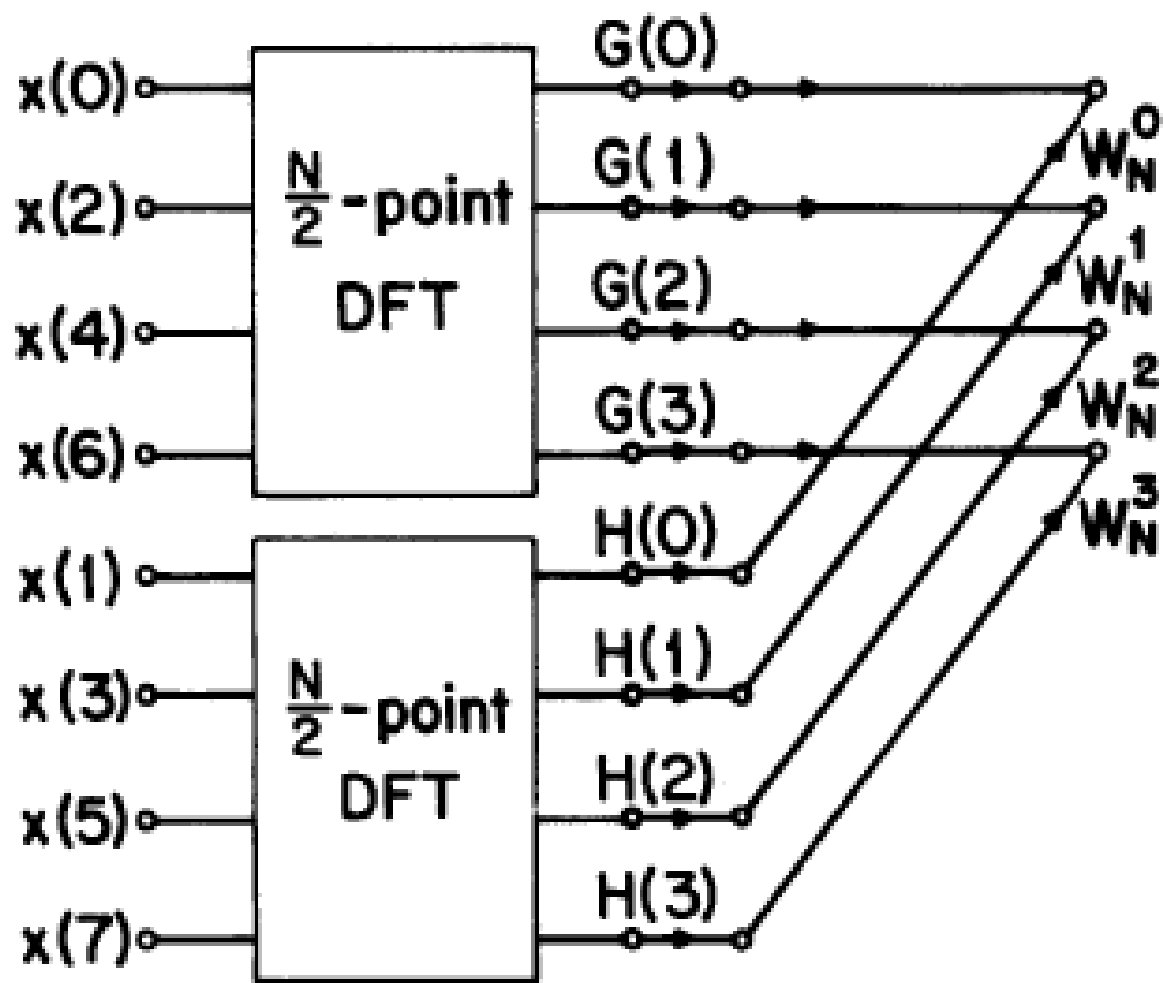 x(0)
x(2)
x(4)
x(6)
x(1)
x(3)
x(5)
x(7)
N/2-point
DFT
N/2-point
DFT
G(0)
G(1)
G(2)
G(3)
H(0)
H(1)
H(2)
H(3)
W_N^0
W_N^1
W_N^2
W_N^3